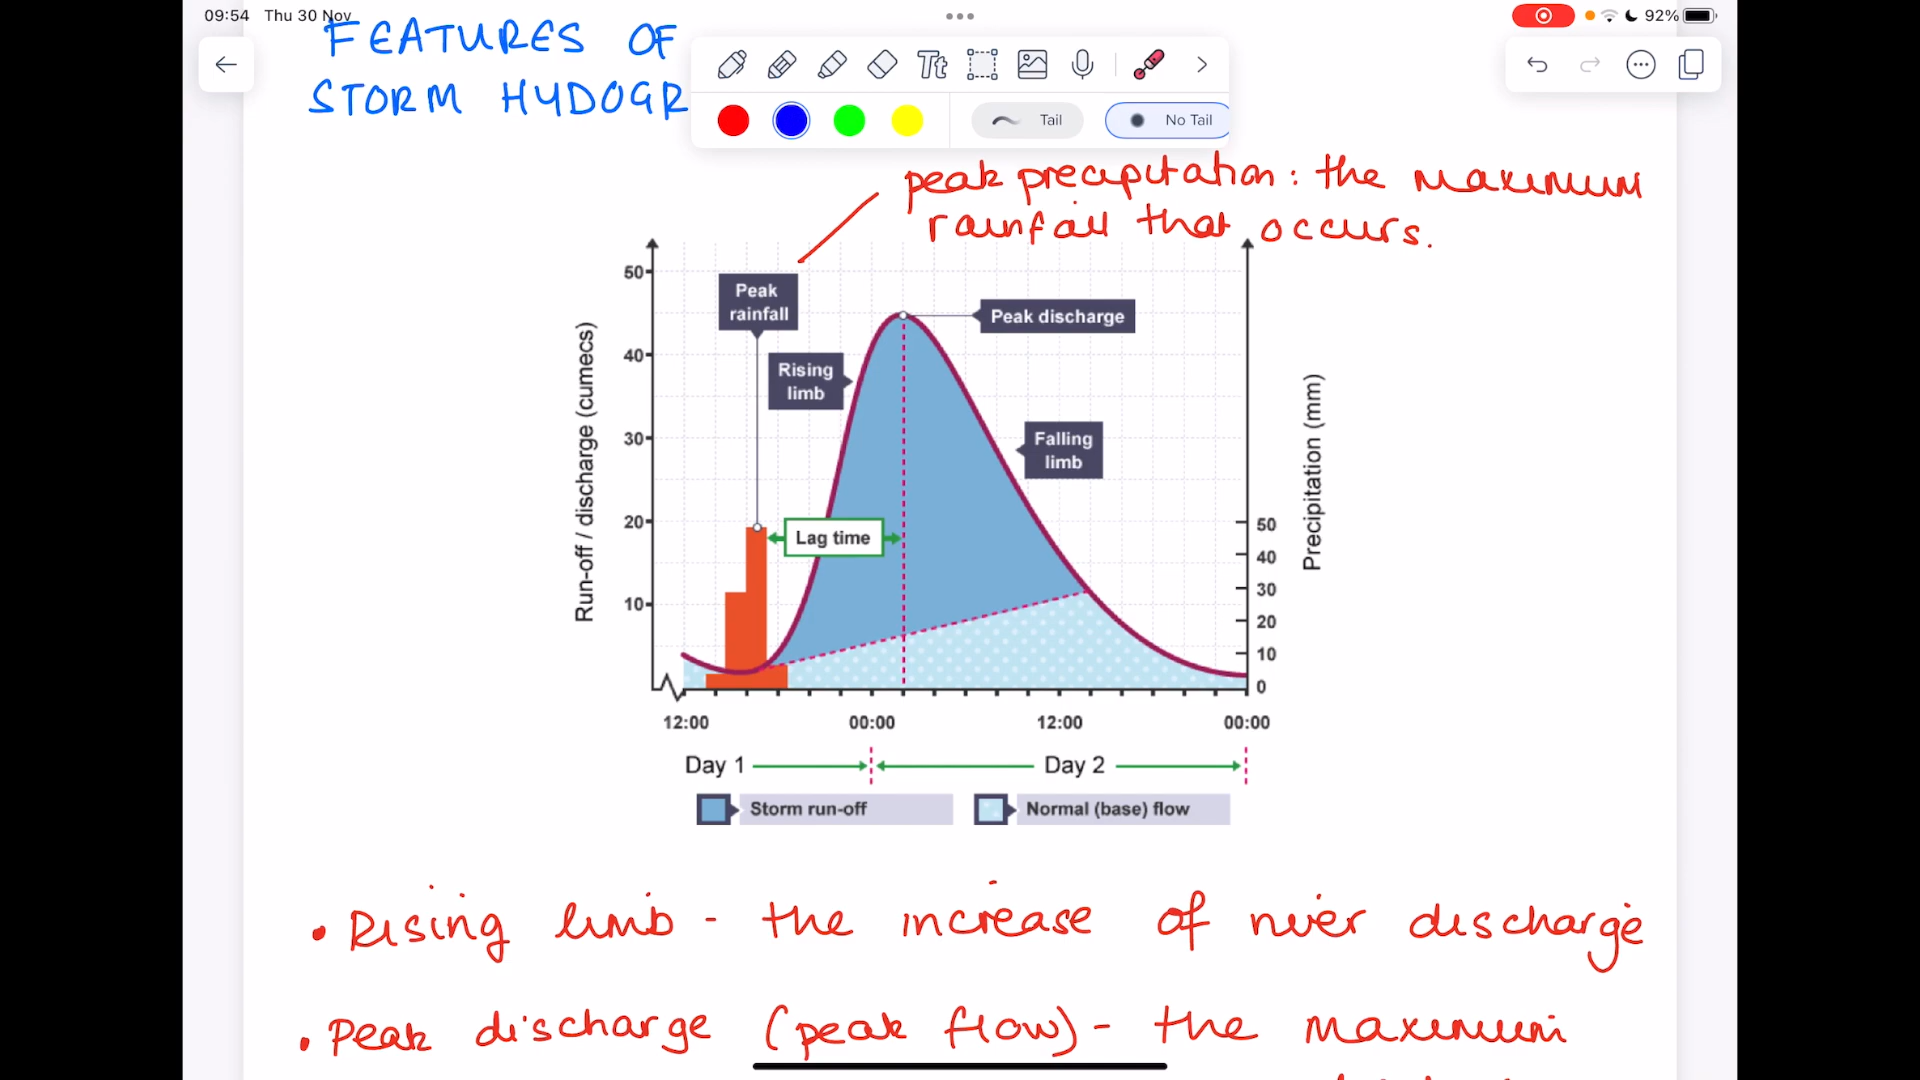 09:54 Thu 30 Nov
92%
FEATURES OF
STORM HYDOGR
Tail
No Tail
peak precipitation: the maximum
rainfall that occurs.
Peak
rainfall
Peak discharge
Rising
limb
Falling
limb
Lag time
Run-off / discharge (cumecs)
50
40
30
20
10
Precipitation (mm)
50
40
30
20
10
0
12:00 00:00 12:00 00:00
Day 1 Day 2
Storm run-off Normal (base) flow
• Rising limb - the increase of river discharge
• Peak discharge (peak flow) - the maximum